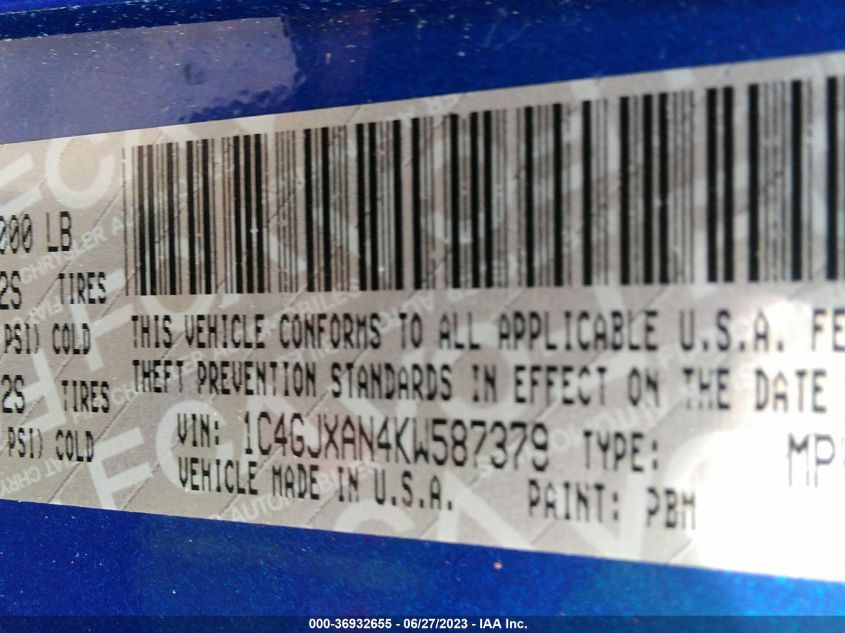 000 LB
2S TIRES
PSI) COLD
2S TIRES
PSI) COLD
THIS VEHICLE CONFORMS TO ALL APPLICABLE U.S.A. FE
THEFT PREVENTION STANDARDS IN EFFECT ON THE DATE
VIN: 1C4GJXAN4KW587379 TYPE: MP
VEHICLE MADE IN U.S.A. PAINT: PBM
000-36932655 - 06/27/2023 - IAA Inc.